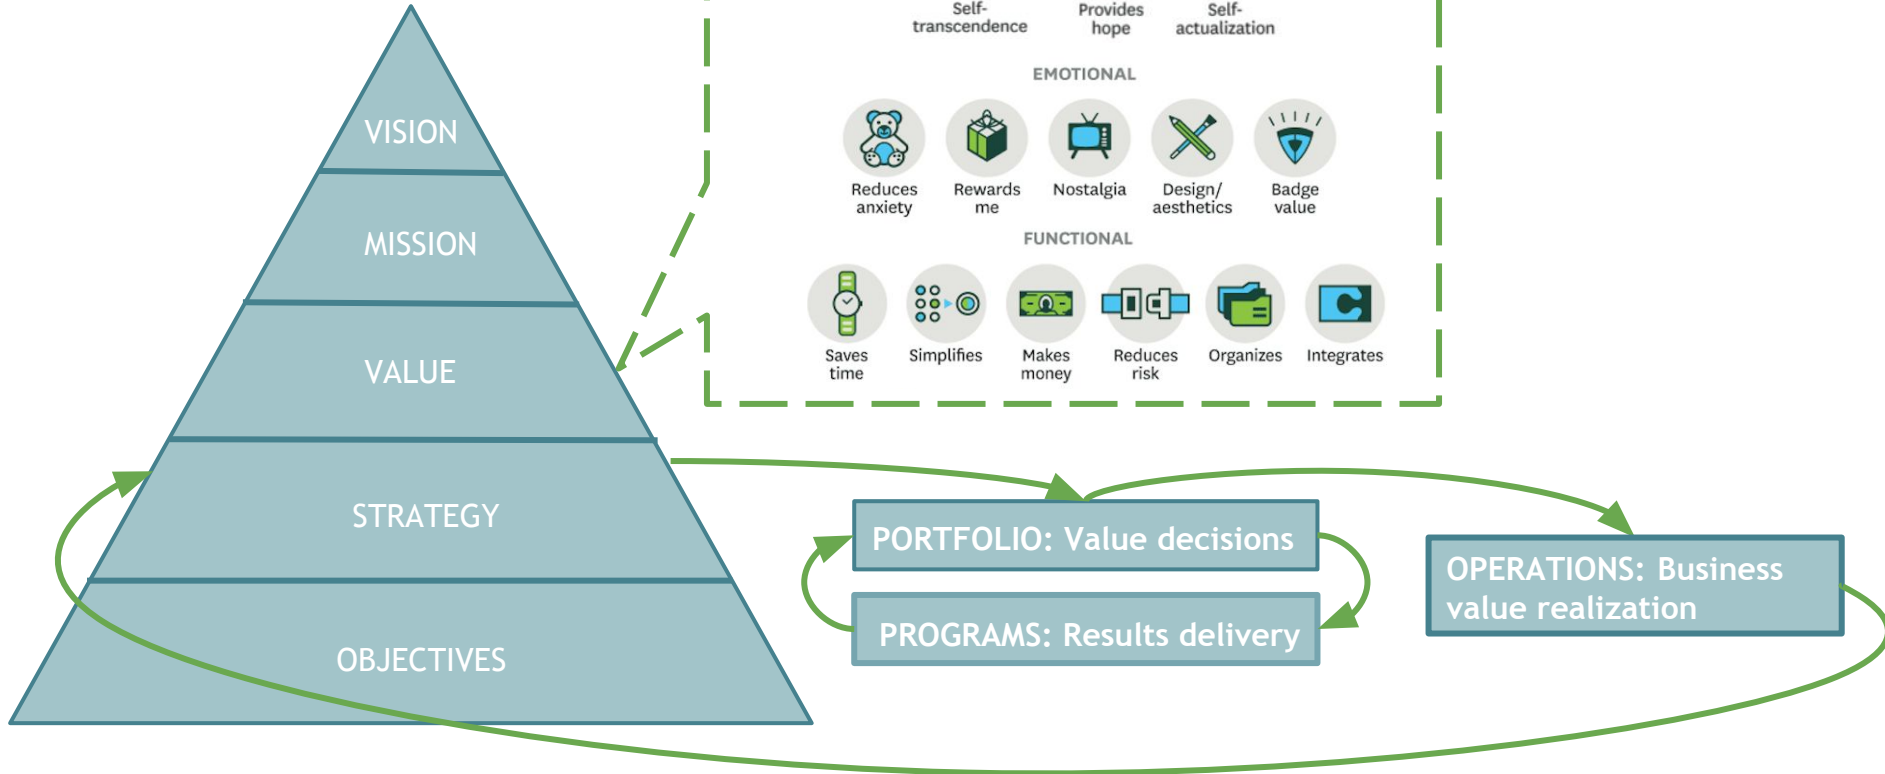 VISION
MISSION
VALUE
STRATEGY
OBJECTIVES
Self-
transcendence
Provides
hope
Self-
actualization
EMOTIONAL
Reduces
anxiety
Rewards
me
Nostalgia
Design/
aesthetics
Badge
value
FUNCTIONAL
Saves
time
Simplifies
Makes
money
Reduces
risk
Organizes
Integrates
PORTFOLIO: Value decisions
PROGRAMS: Results delivery
OPERATIONS: Business
value realization